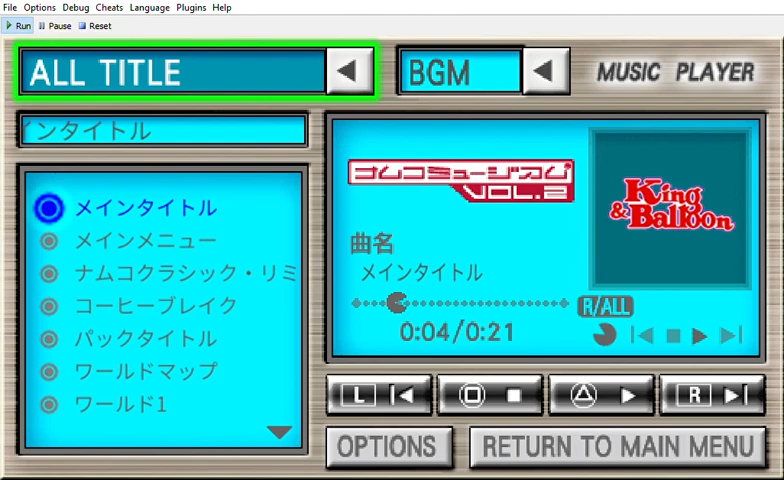 File Options Debug Cheats Language Plugins Help
Run Pause Reset
ALL TITLE
BGM
MUSIC PLAYER
インタイトル
メインタイトル
メインメニュー
ナムコクラシック・リミ
コーヒーブレイク
パックタイトル
ワールドマップ
ワールド1
ナムコミュージアム
VOL.2
King
& Balloon
曲名
メインタイトル
R/ALL
0:04/0:21
L
R
OPTIONS
RETURN TO MAIN MENU